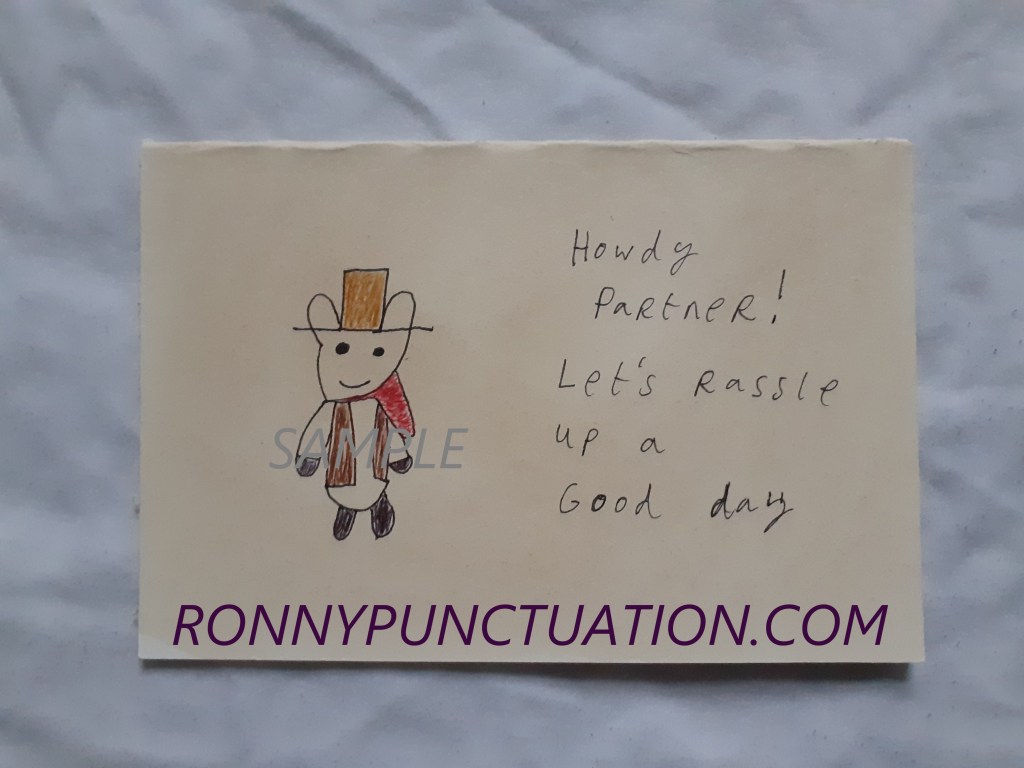 Howdy
Partner!
Let's Rassle
up a
Good day
SAMPLE
RONNYPUNCTUATION.COM